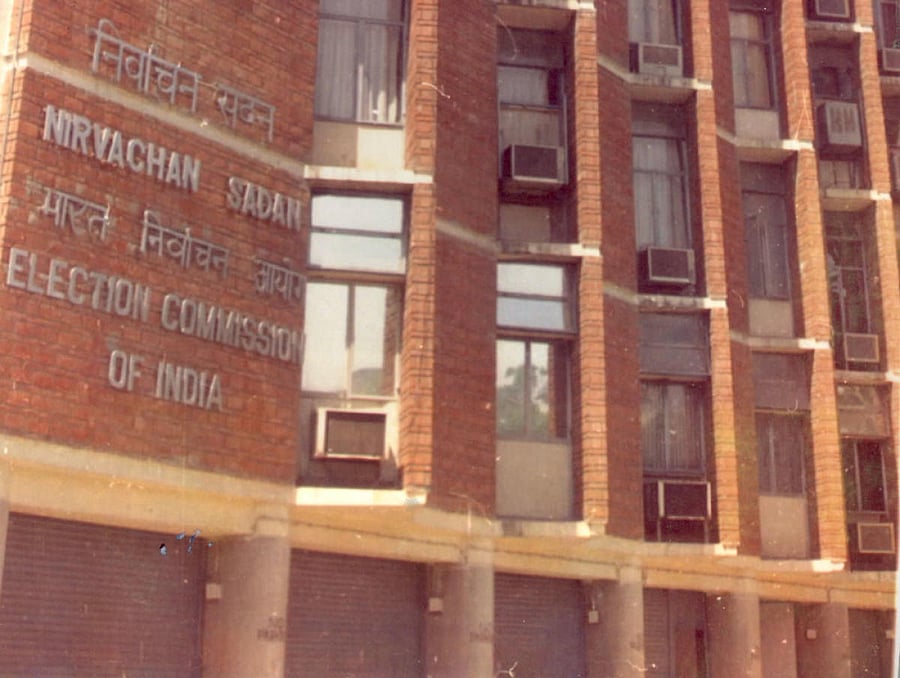 निर्वाचन सदन
NIRVACHAN SADAN
भारत निर्वाचन आयोग
ELECTION COMMISSION
OF INDIA